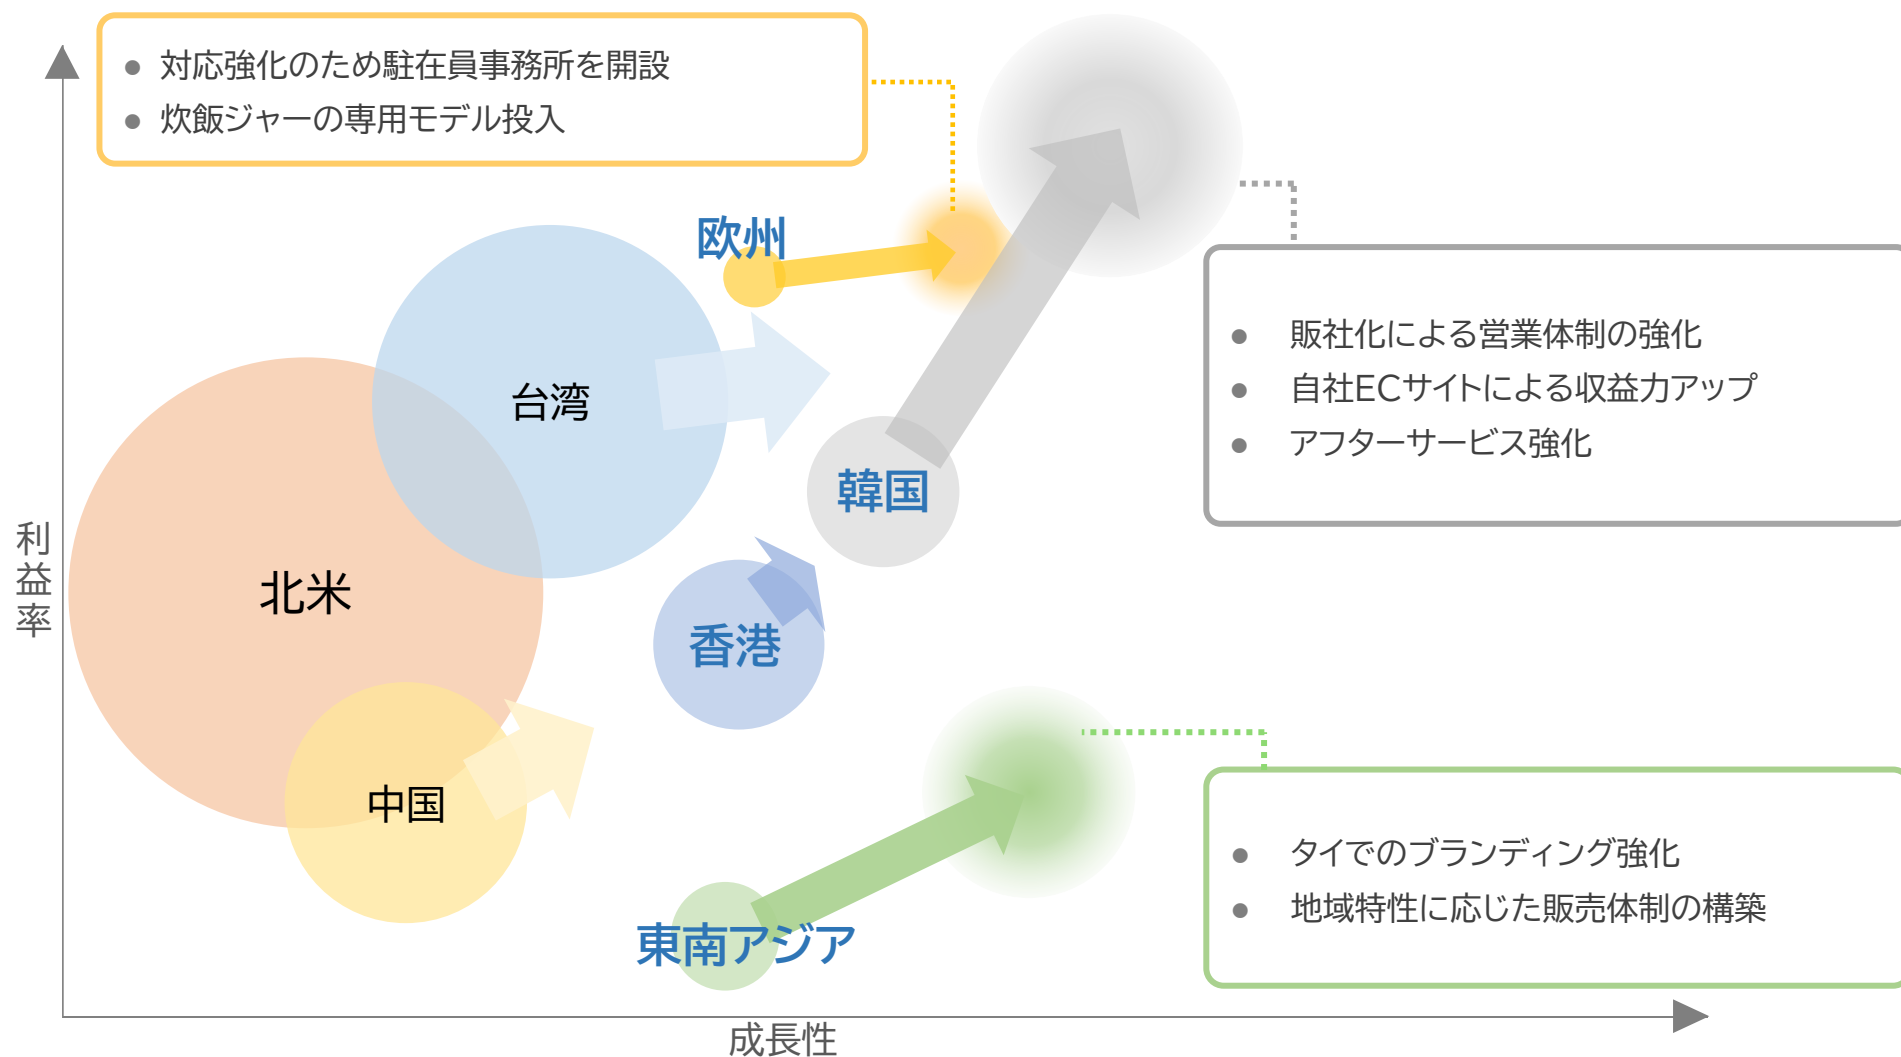 ● 対応強化のため駐在員事務所を開設
● 炊飯ジャーの専用モデル投入
欧州
● 販社化による営業体制の強化
● 自社ECサイトによる収益力アップ
● アフターサービス強化
台湾
韓国
利益率
北米
香港
中国
● タイでのブランディング強化
● 地域特性に応じた販売体制の構築
東南アジア
成長性